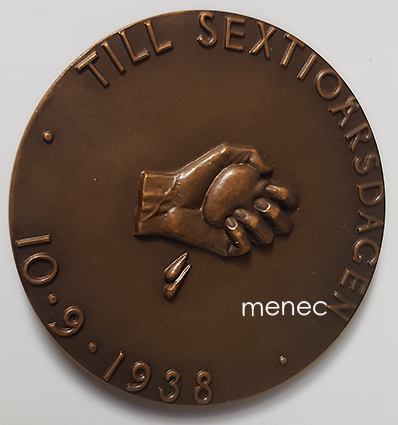 TILL SEXTIOÅRSDAGEN
10·9·1938
menec